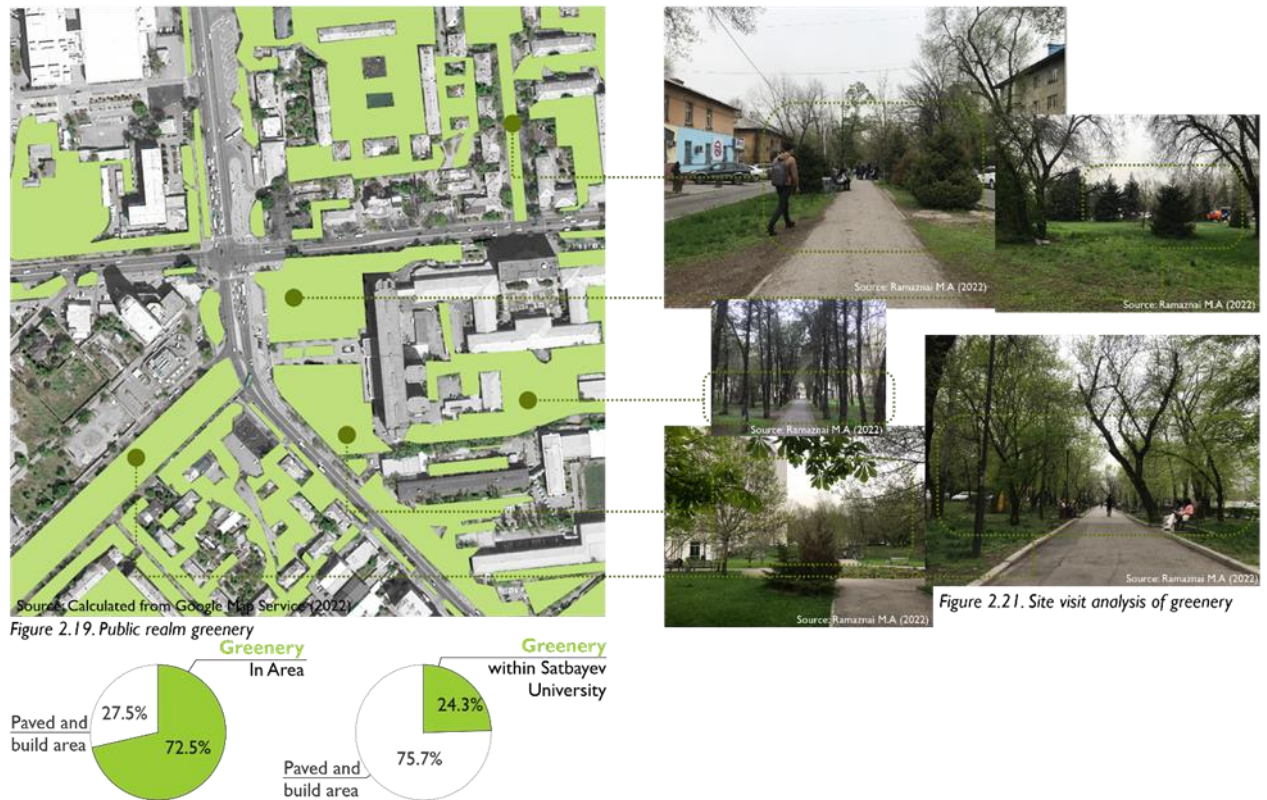 Source: Ramaznai M.A (2022)
Source: Ramaznai M.A (2022)
Source: Ramaznai M.A (2022)
Source: Ramaznai M.A (2022)
Source: Ramaznai M.A (2022)
Figure 2.21. Site visit analysis of greenery
Source: Calculated from Google Map Service (2022)
Figure 2.19. Public realm greenery
Greenery
In Area
27.5%
Paved and
build area
72.5%
Greenery
within Satbayev
University
24.3%
75.7%
Paved and
build area